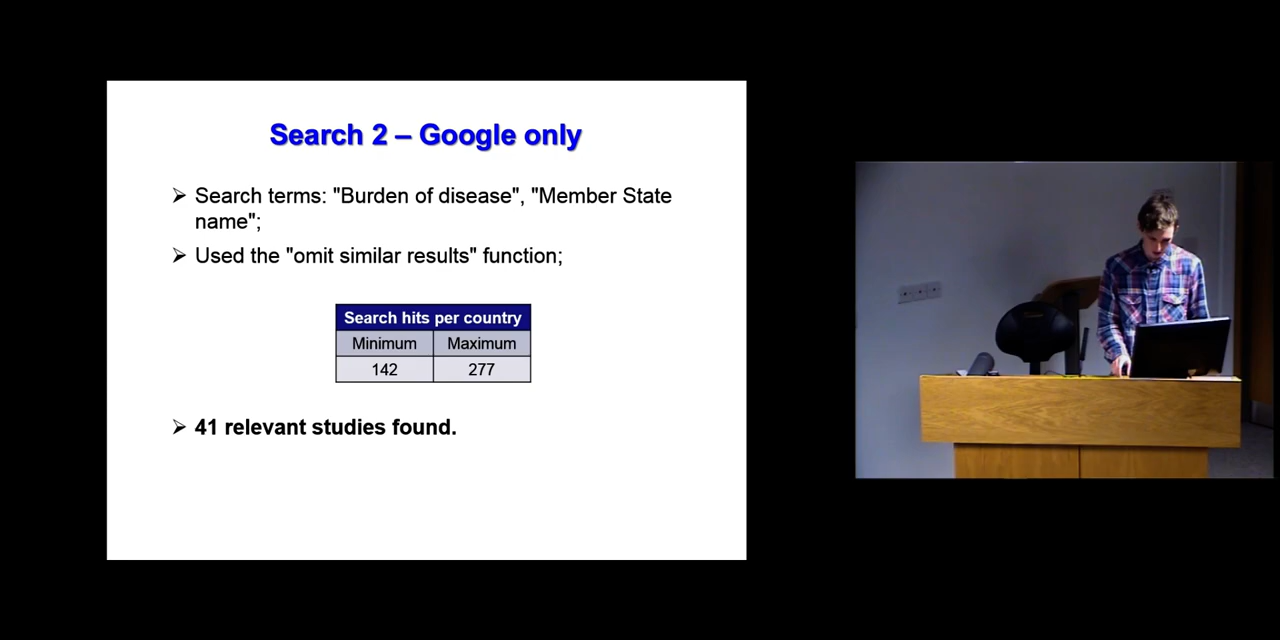 Search 2 – Google only
➢ Search terms: "Burden of disease", "Member State
name";
➢ Used the "omit similar results" function;
Search hits per country
Minimum Maximum
142 277
➢ 41 relevant studies found.